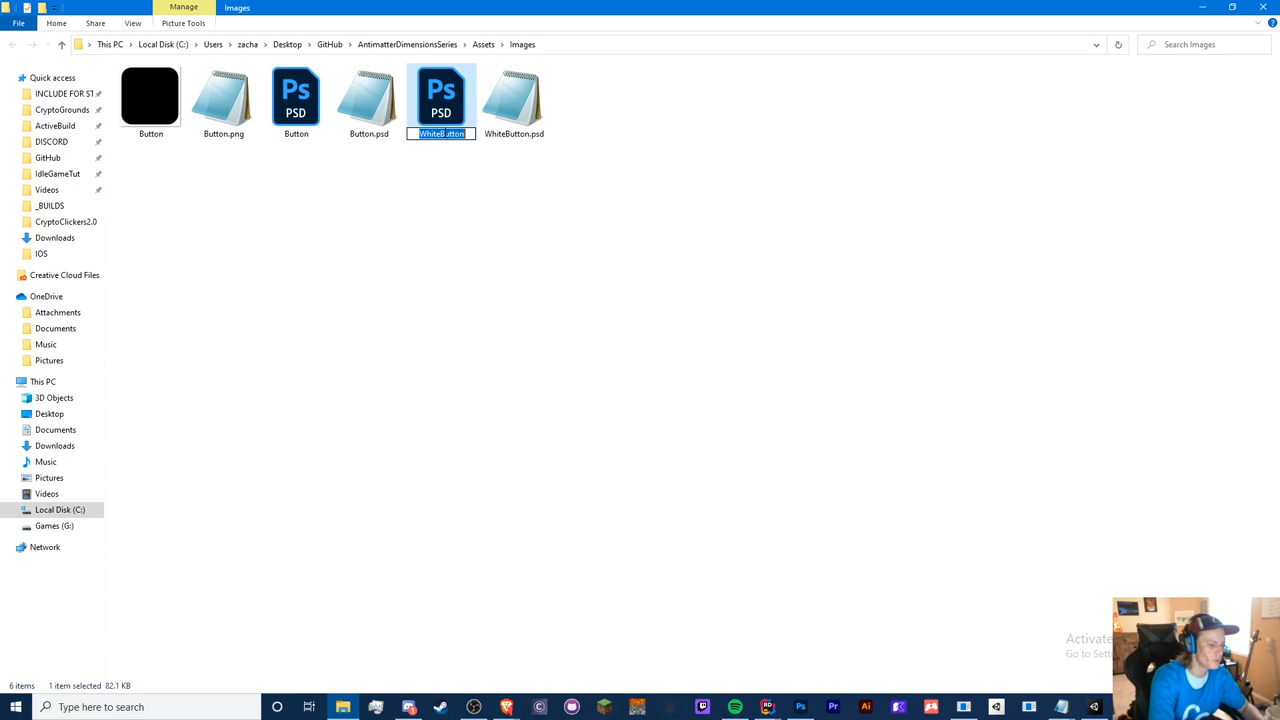 Manage
Images
File
Home
Share
View
Picture Tools
This PC
Local Disk (C:)
Users
zacha
Desktop
GitHub
AntimatterDimensionsSeries
Assets
Images
Search Images
Quick access
INCLUDE FOR ST
CryptoGrounds
ActiveBuild
DISCORD
GitHub
IdleGameTut
Videos
_BUILDS
CryptoClickers2.0
Downloads
IOS
Creative Cloud Files
OneDrive
Attachments
Documents
Music
Pictures
This PC
3D Objects
Desktop
Documents
Downloads
Music
Pictures
Videos
Local Disk (C:)
Games (G:)
Network
Ps
PSD
Ps
PSD
Button
Button.png
Button
Button.psd
WhiteButton
WhiteButton.psd
Activate
Go to Sett
6 items
1 item selected
82.1 KB
Type here to search